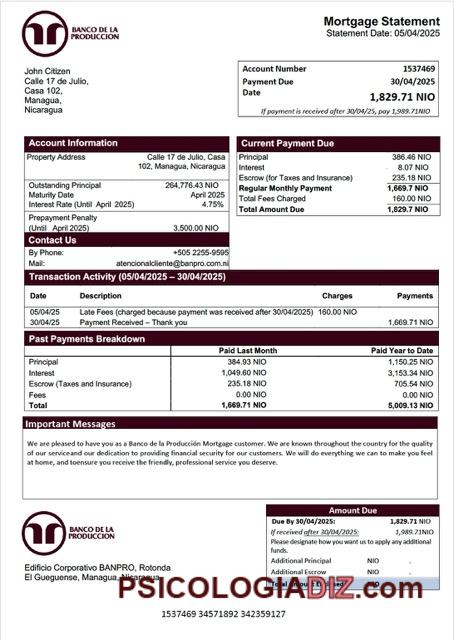 BANCO DE LA
PRODUCCION
Mortgage Statement
Statement Date: 05/04/2025
John Citizen
Calle 17 de Julio,
Casa 102,
Managua,
Nicaragua
Account Number 1537469
Payment Due 30/04/2025
Date 1,829.71 NIO
If payment is received after 30/04/25, pay 1,989.71NIO
Account Information
Property Address Calle 17 de Julio, Casa
102, Managua, Nicaragua
Outstanding Principal 264,776.43 NIO
Maturity Date April 2025
Interest Rate (Until April 2025) 4.75%
Prepayment Penalty
(Until April 2025) 3,500.00 NIO
Contact Us
By Phone: +505 2255-9595
Mail: atencionalcliente@banpro.com.ni
Current Payment Due
Principal 386.46 NIO
Interest 8.07 NIO
Escrow (for Taxes and Insurance) 235.18 NIO
Regular Monthly Payment 1,669.7 NIO
Total Fees Charged 160.00 NIO
Total Amount Due 1,829.7 NIO
Transaction Activity (05/04/2025 – 30/04/2025)
Date Description Charges Payments
05/04/25 Late Fees (charged because payment was received after 30/04/2025) 160.00 NIO
30/04/25 Payment Received – Thank you 1,669.71 NIO
Past Payments Breakdown
Paid Last Month Paid Year to Date
Principal 384.93 NIO 1,150.25 NIO
Interest 1,049.60 NIO 3,153.34 NIO
Escrow (Taxes and Insurance) 235.18 NIO 705.54 NIO
Fees 0.00 NIO 0.00 NIO
Total 1,669.71 NIO 5,009.13 NIO
Important Messages
We are pleased to have you as a Banco de la Producción Mortgage customer. We are known throughout the country for the quality
of our serviceand our dedication to providing financial security for our customers. We will do everything we can to make you feel
at home, and toensure you receive the friendly, professional service you deserve.
BANCO DE LA
PRODUCCION
Edificio Corporativo BANPRO, Rotonda
El Gueguense, Managua, Nicaragua
Amount Due
Due By 30/04/2025: 1,829.71 NIO
If received after 30/04/2025: 1,989.71NIO
Please designate how you want us to apply any additional
funds.
Additional Principal NIO .
Additional Escrow NIO .
Total Amount Enclosed NIO .
PSICOLOGIADIZ.com
1537469 34571892 342359127